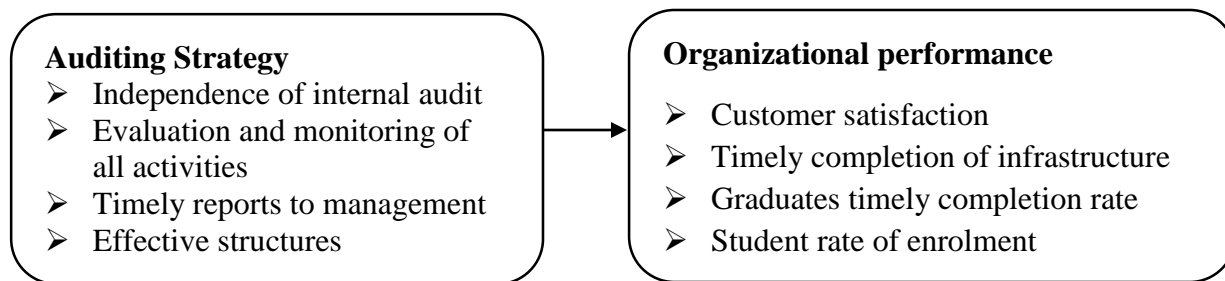 Auditing Strategy
➢ Independence of internal audit
➢ Evaluation and monitoring of
all activities
➢ Timely reports to management
➢ Effective structures
Organizational performance
➢ Customer satisfaction
➢ Timely completion of infrastructure
➢ Graduates timely completion rate
➢ Student rate of enrolment